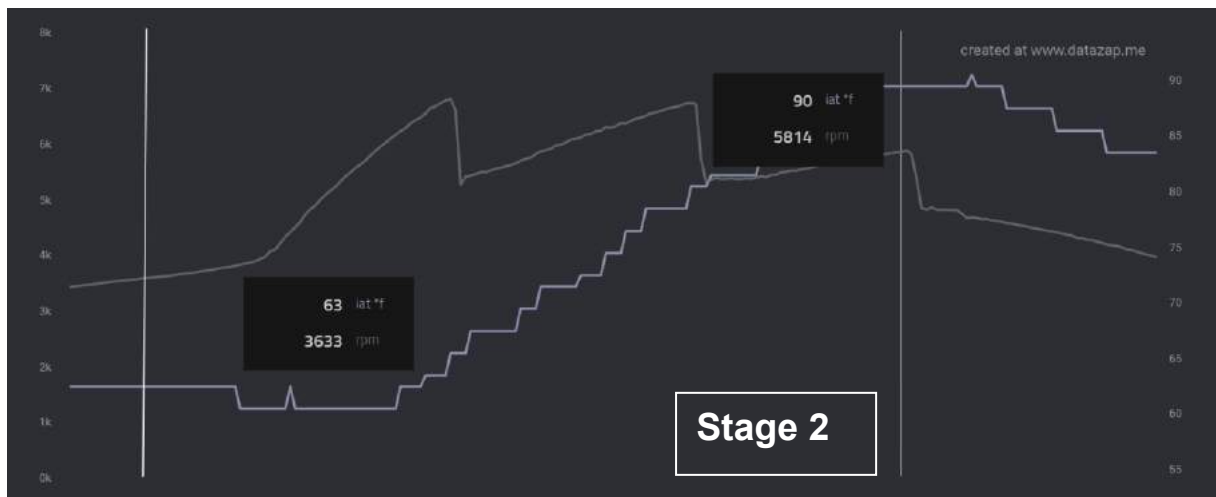 8k
7k
6k
5k
4k
3k
2k
1k
0k
created at www.datazap.me
90 iat °f
5814 rpm
63 iat °f
3633 rpm
Stage 2
90
85
80
75
70
65
60
55